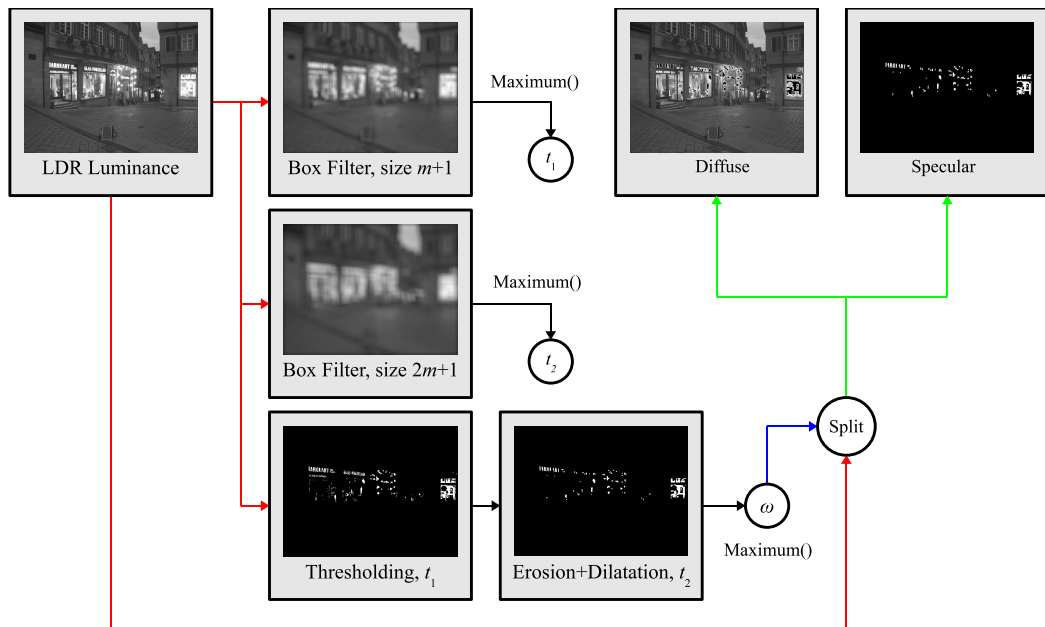 LDR Luminance
Box Filter, size m+1
Maximum()
t₁
Diffuse
Specular
Box Filter, size 2m+1
Maximum()
t₂
Thresholding, t₁
Erosion+Dilatation, t₂
ω
Maximum()
Split